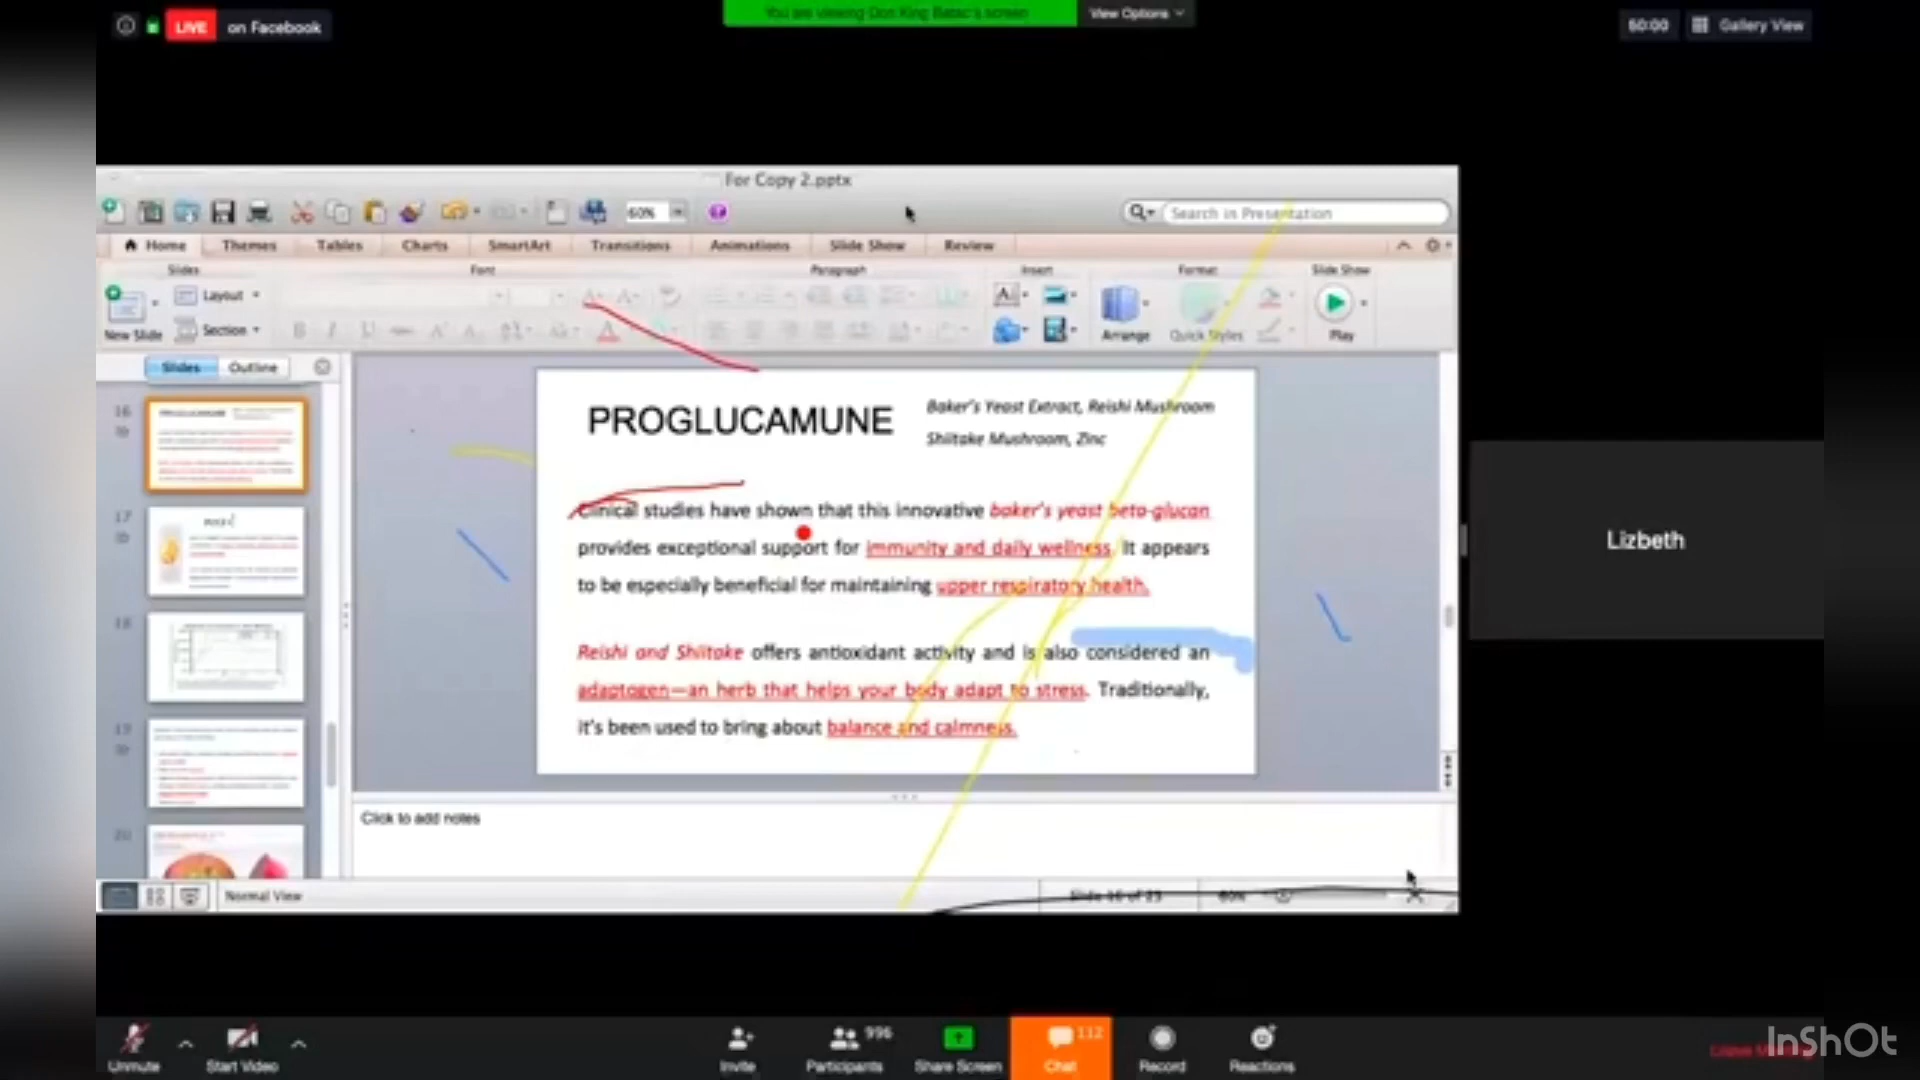 LIVE on Facebook
You are viewing Don King Batac's screen
View Options
50:00
Gallery View
For Copy 2.pptx
60%
Search in Presentation
Home Themes Tables Charts SmartArt Transitions Animations Slide Show Review
Slides Font Paragraph Insert Format Slide Show
Layout
New Slide Section
Arrange Quick Styles Play
Slides Outline
16
17
18
19
20
PROGLUCAMUNE
Baker's Yeast Extract, Reishi Mushroom
Shiitake Mushroom, Zinc
Clinical studies have shown that this innovative baker's yeast beta-glucan
provides exceptional support for immunity and daily wellness. It appears
to be especially beneficial for maintaining upper respiratory health.
Reishi and Shiitake offers antioxidant activity and is also considered an
adaptogen—an herb that helps your body adapt to stress. Traditionally,
it's been used to bring about balance and calmness.
Click to add notes
Normal View
Slide 16 of 23
60%
Lizbeth
Unmute
Start Video
Invite
Participants 996
Share Screen
Chat 112
Record
Reactions
InShOt